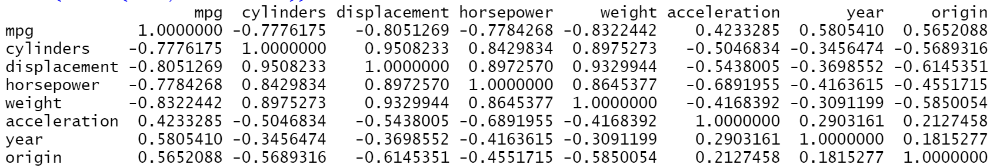 mpg cylinders displacement horsepower weight acceleration year origin
mpg 1.0000000 -0.7776175 -0.8051269 -0.7784268 -0.8322442 0.4233285 0.5805410 0.5652088
cylinders -0.7776175 1.0000000 0.9508233 0.8429834 0.8975273 -0.5046834 -0.3456474 -0.5689316
displacement -0.8051269 0.9508233 1.0000000 0.8972570 0.9329944 -0.5438005 -0.3698552 -0.6145351
horsepower -0.7784268 0.8429834 0.8972570 1.0000000 0.8645377 -0.6891955 -0.4163615 -0.4551715
weight -0.8322442 0.8975273 0.9329944 0.8645377 1.0000000 -0.4168392 -0.3091199 -0.5850054
acceleration 0.4233285 -0.5046834 -0.5438005 -0.6891955 -0.4168392 1.0000000 0.2903161 0.2127458
year 0.5805410 -0.3456474 -0.3698552 -0.4163615 -0.3091199 0.2903161 1.0000000 0.1815277
origin 0.5652088 -0.5689316 -0.6145351 -0.4551715 -0.5850054 0.2127458 0.1815277 1.0000000